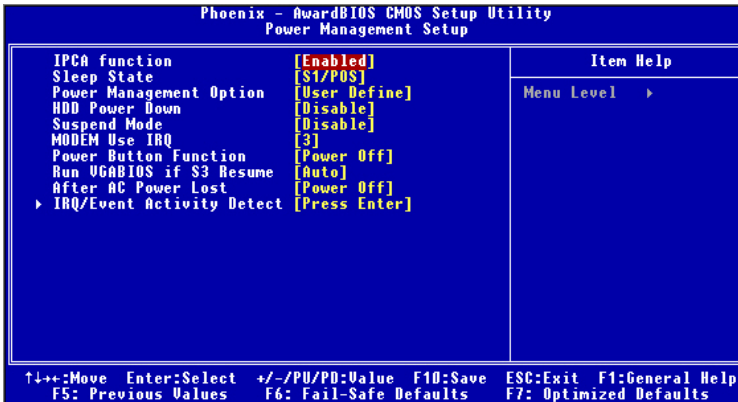 Phoenix - AwardBIOS CMOS Setup Utility
Power Management Setup
IPCA function [Enabled]
Sleep State [S1/POS]
Power Management Option [User Define]
HDD Power Down [Disable]
Suspend Mode [Disable]
MODEM Use IRQ [3]
Power Button Function [Power Off]
Run VGABIOS if S3 Resume [Auto]
After AC Power Lost [Power Off]
▸ IRQ/Event Activity Detect [Press Enter]
Item Help
Menu Level ▸
↑↓→←:Move Enter:Select +/-/PU/PD:Value F10:Save ESC:Exit F1:General Help
F5: Previous Values F6: Fail-Safe Defaults F7: Optimized Defaults